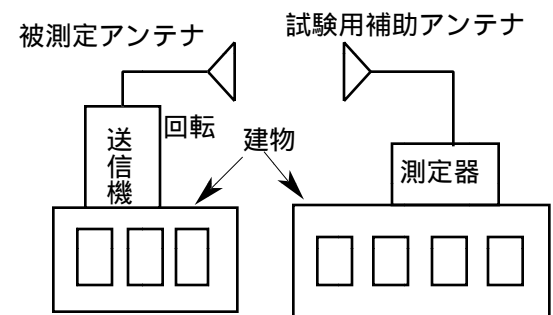 被測定アンテナ
試験用補助アンテナ
送信機
回転
建物
測定器